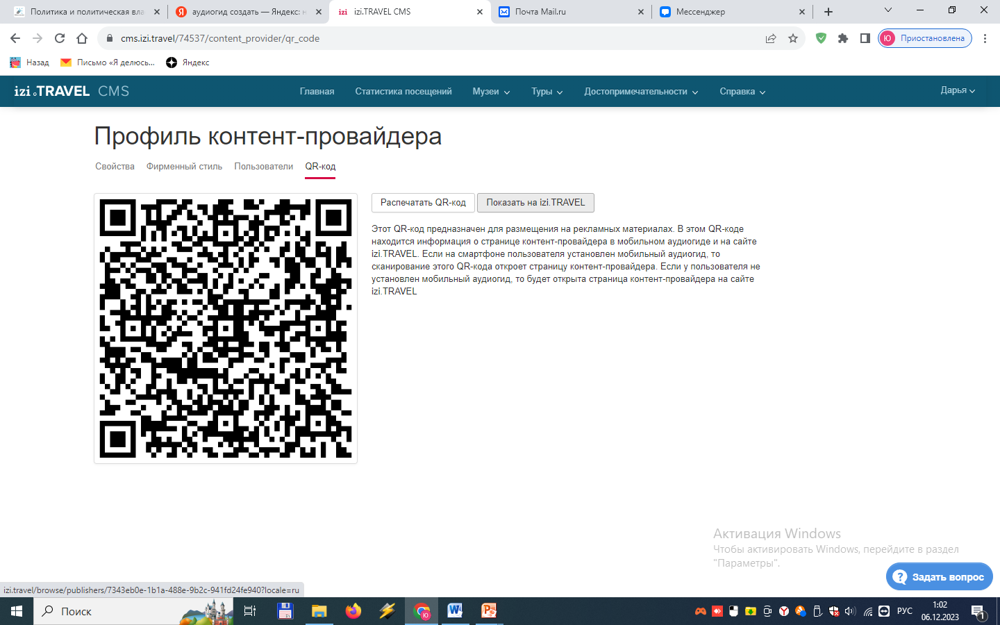 Политика и политическая вла
аудиогид создать — Яндекс: н
izi izi.TRAVEL CMS
Почта Mail.ru
Мессенджер
cms.izi.travel/74537/content_provider/qr_code
Ю Приостановлена
Назад
Письмо «Я делюсь...
Яндекс
izi.TRAVEL CMS
Главная
Статистика посещений
Музеи
Туры
Достопримечательности
Справка
Дарья
Профиль контент-провайдера
Свойства
Фирменный стиль
Пользователи
QR-код
Распечатать QR-код
Показать на izi.TRAVEL
Этот QR-код предназначен для размещения на рекламных материалах. В этом QR-коде
находится информация о странице контент-провайдера в мобильном аудиогиде и на сайте
izi.TRAVEL. Если на смартфоне пользователя установлен мобильный аудиогид, то
сканирование этого QR-кода откроет страницу контент-провайдера. Если у пользователя не
установлен мобильный аудиогид, то будет открыта страница контент-провайдера на сайте
izi.TRAVEL
Активация Windows
Чтобы активировать Windows, перейдите в раздел
"Параметры".
Задать вопрос
izi.travel/browse/publishers/7343eb0e-1b1a-488e-9b2c-941fd24fe940?locale=ru
Поиск
РУС
1:02
06.12.2023
1